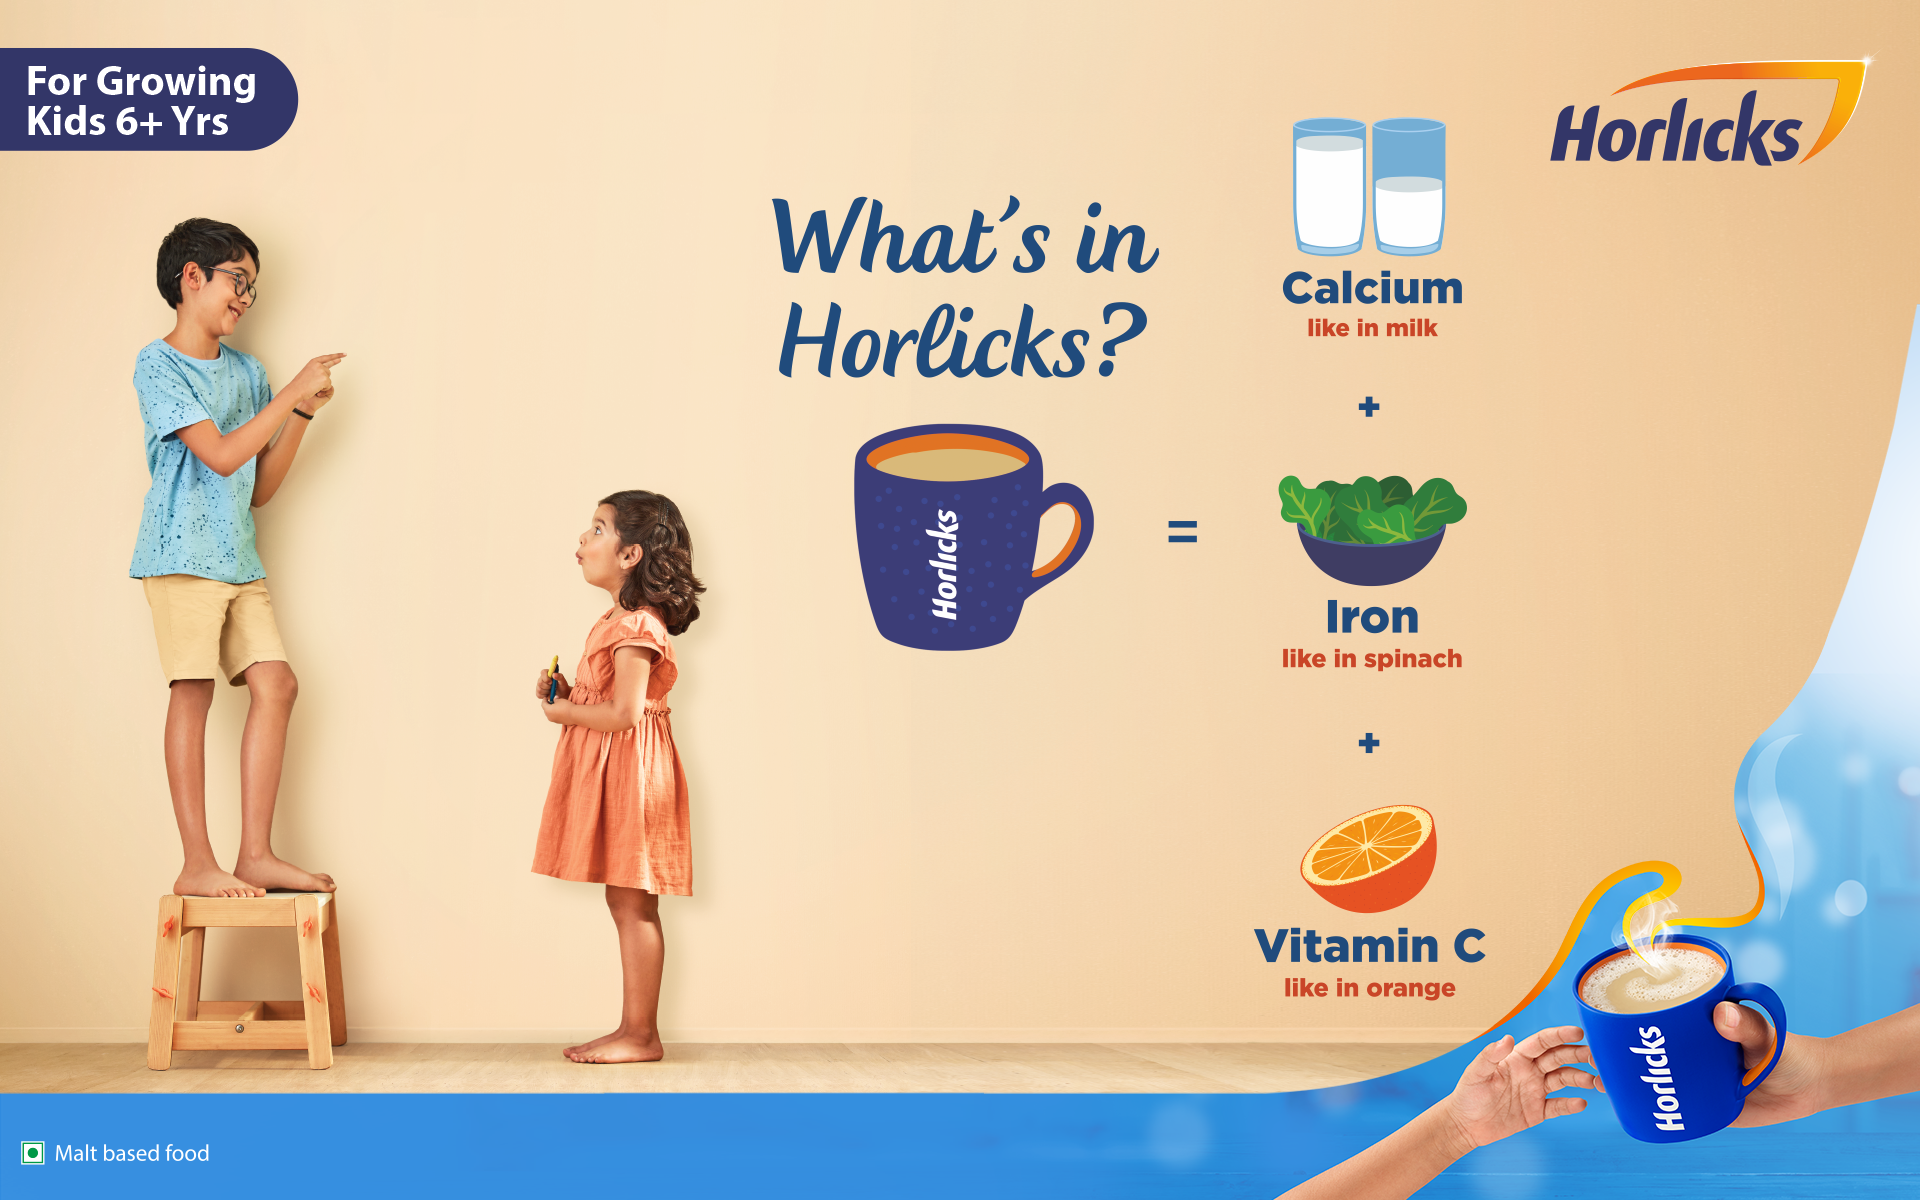 For Growing
Kids 6+ Yrs
Horlicks
What's in
Horlicks?
Horlicks
=
Calcium
like in milk
+
Iron
like in spinach
+
Vitamin C
like in orange
Horlicks
Malt based food